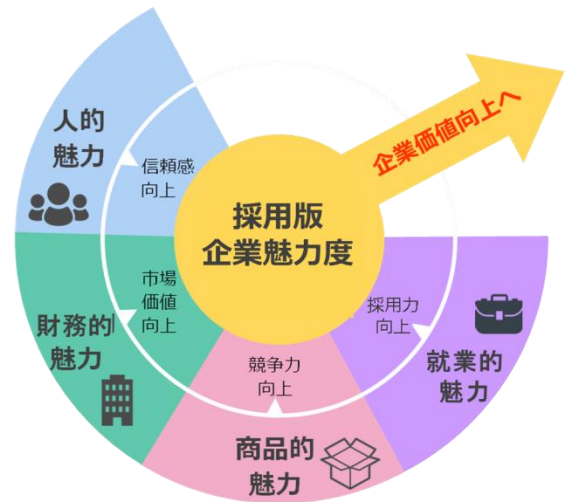 企業価値向上へ
人的
魅力
信頼感
向上
採用版
企業魅力度
市場
価値
向上
財務的
魅力
採用力
向上
就業的
魅力
競争力
向上
商品的
魅力